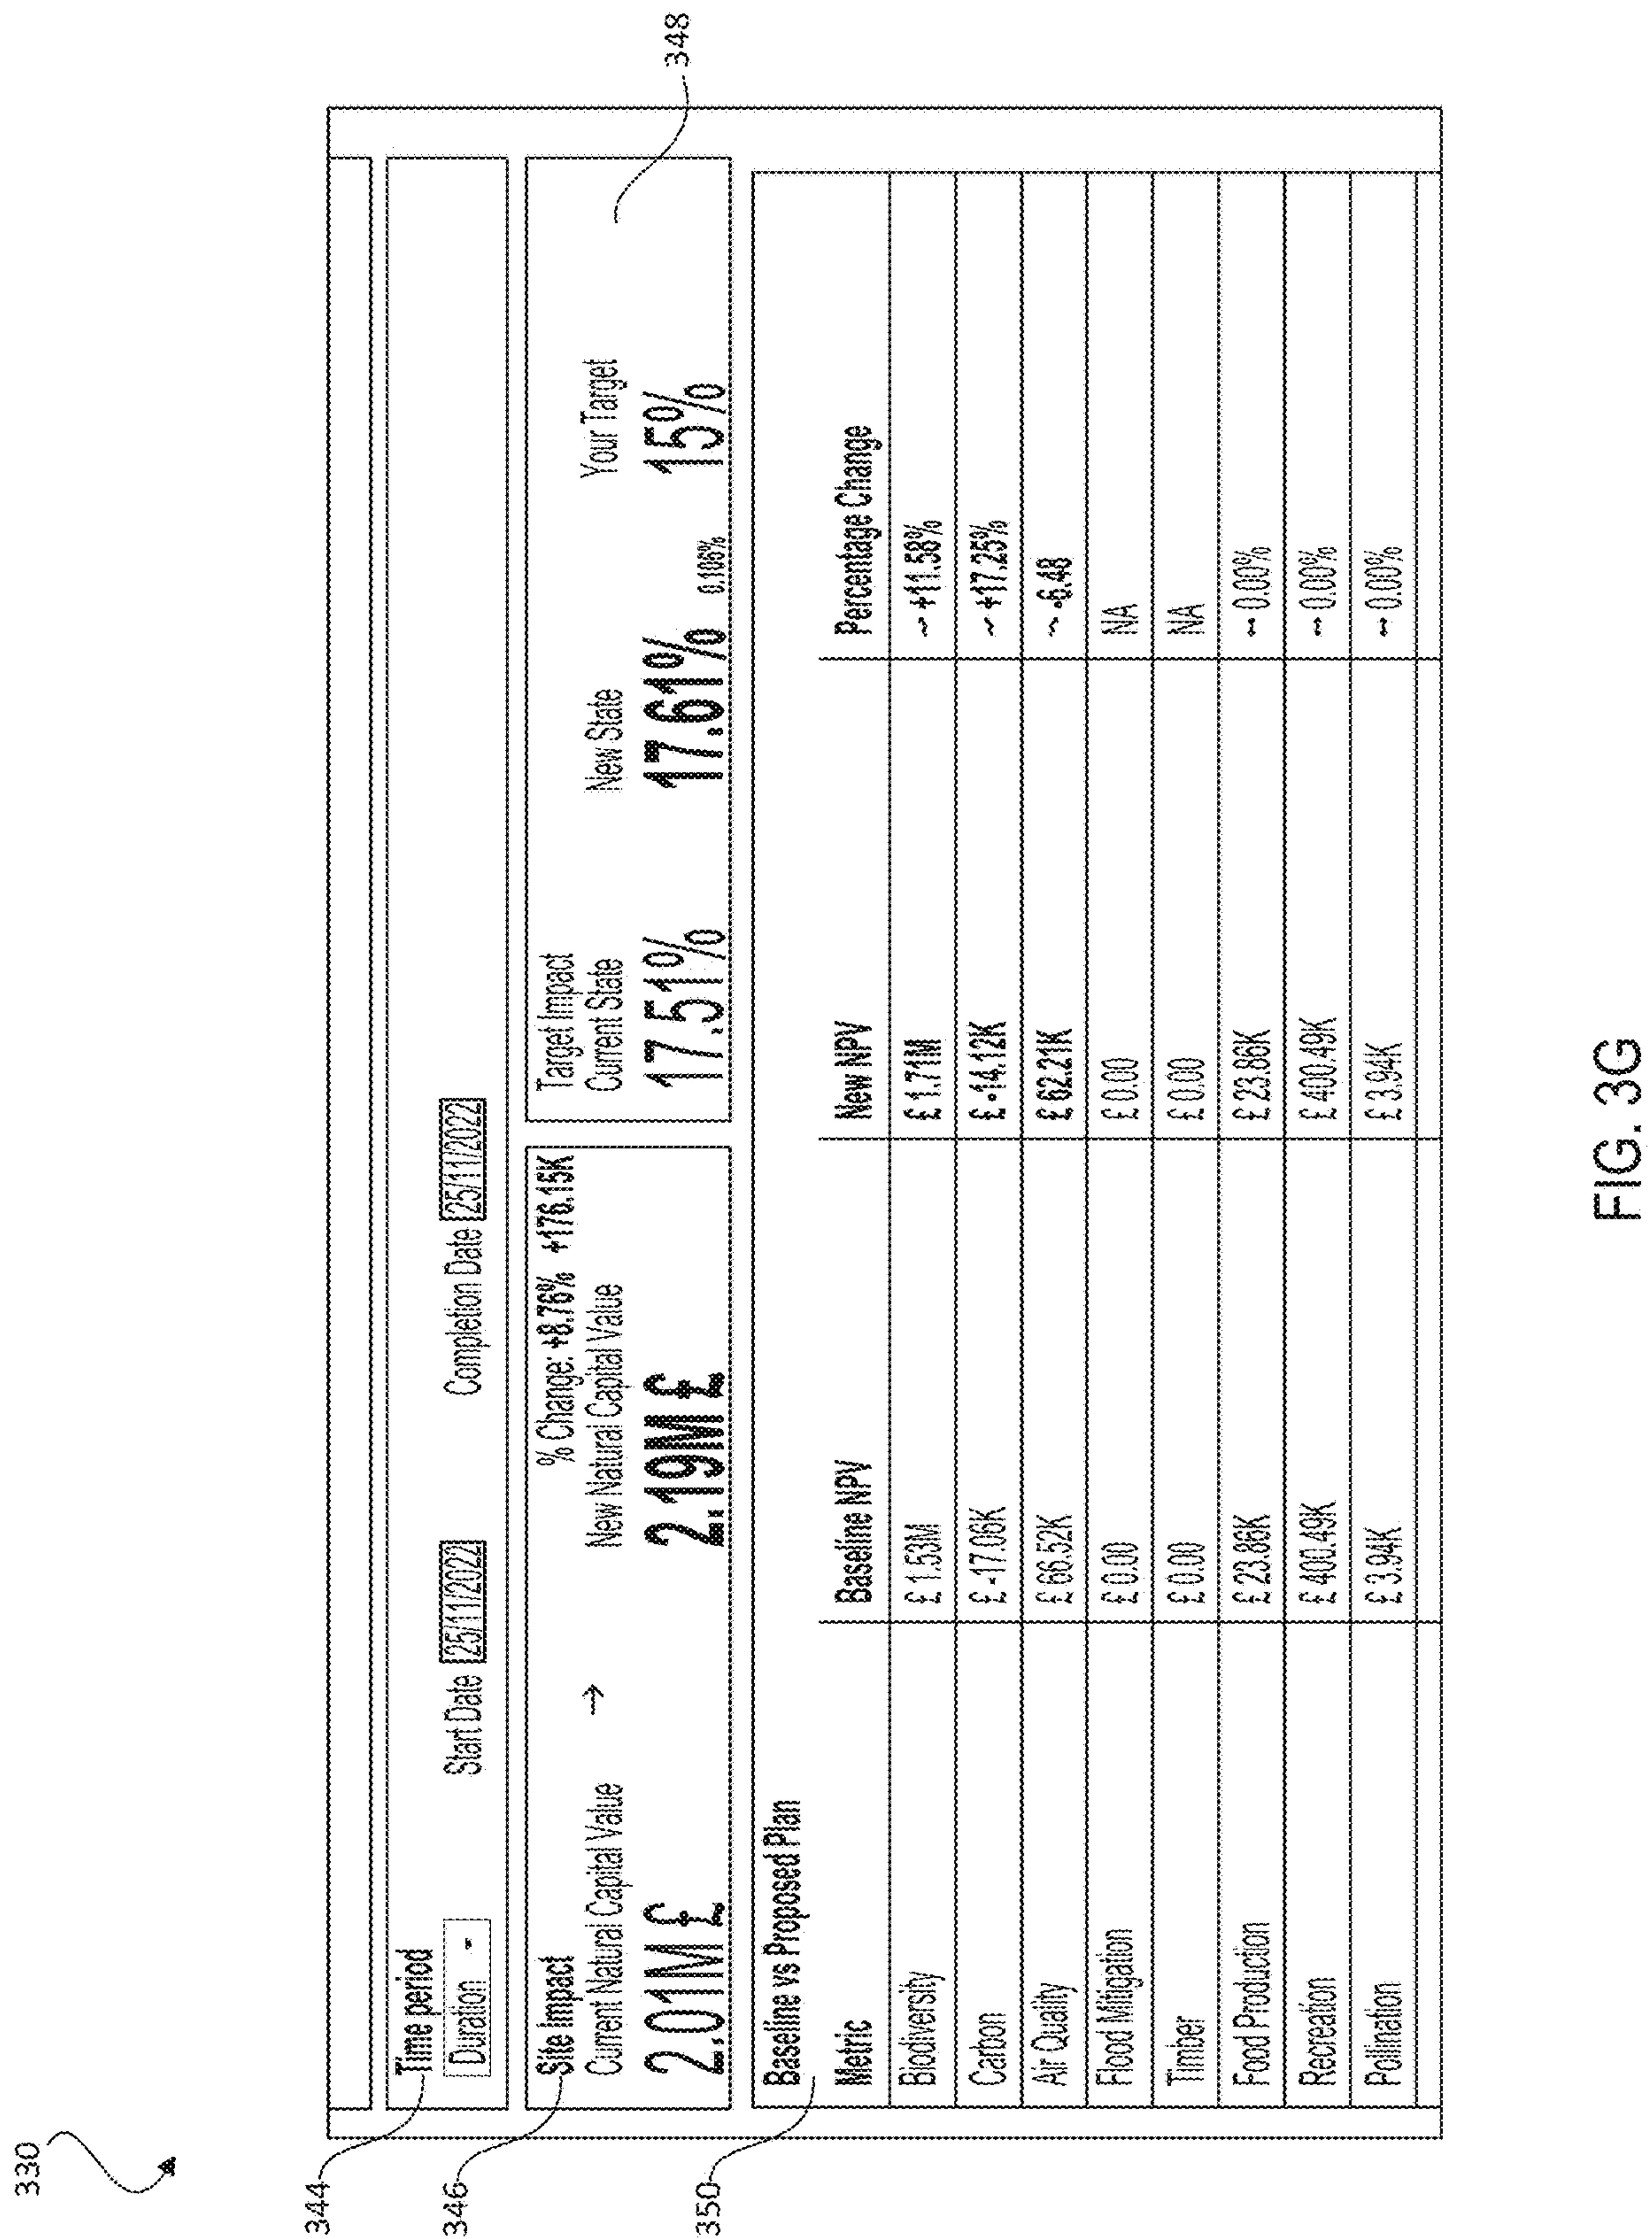 330
344
Time period
Duration - Start Date 25/11/2022 Completion Date 25/11/2022
346
Site Impact % Change: +8.76% +176.15K
Current Natural Capital Value → New Natural Capital Value
2.01M £ 2.19M £
Target Impact
Current State New State Your Target
17.51% 17.61% 0.106% 15%
348
350
Baseline vs Proposed Plan
Metric Baseline NPV New NPV Percentage Change
Biodiversity £ 1.53M £ 1.71M +11.58%
Carbon £ -17.06K £ -14.12K +17.25%
Air Quality £ 66.52K £ 62.21K -6.48
Flood Mitigation £ 0.00 £ 0.00 NA
Timber £ 0.00 £ 0.00 NA
Food Production £ 23.86K £ 23.86K ↔ 0.00%
Recreation £ 400.49K £ 400.49K ↔ 0.00%
Pollination £ 3.94K £ 3.94K ↔ 0.00%
FIG. 3G